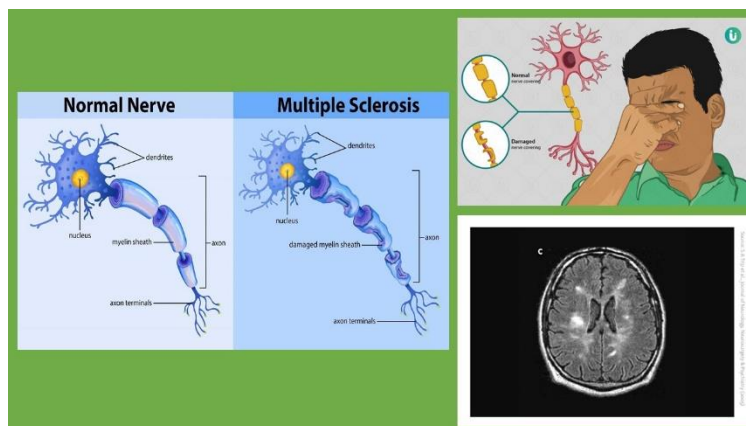 Normal Nerve
dendrites
nucleus
myelin sheath
axon
axon terminals
Multiple Sclerosis
dendrites
nucleus
damaged myelin sheath
axon
axon terminals
Normal
nerve covering
Damaged
nerve covering
C